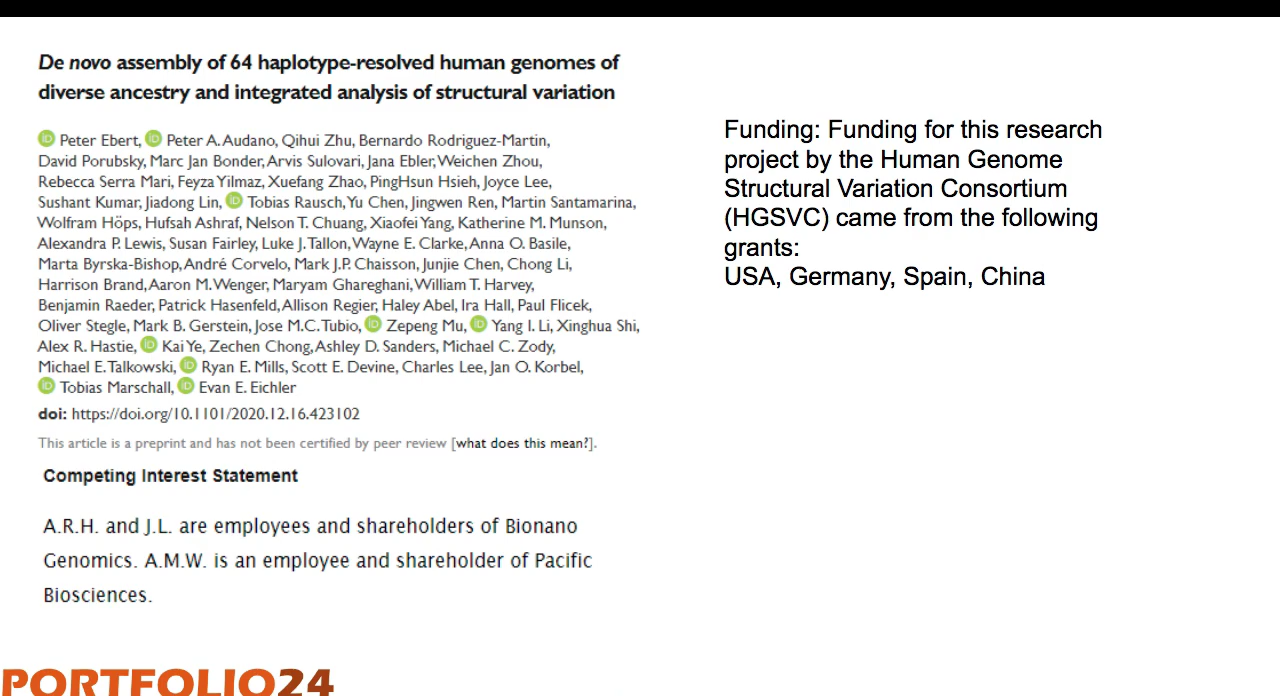 De novo assembly of 64 haplotype-resolved human genomes of
diverse ancestry and integrated analysis of structural variation
iD Peter Ebert, iD Peter A. Audano, Qihui Zhu, Bernardo Rodriguez-Martin,
David Porubsky, Marc Jan Bonder, Arvis Sulovari, Jana Ebler, Weichen Zhou,
Rebecca Serra Mari, Feyza Yilmaz, Xuefang Zhao, PingHsun Hsieh, Joyce Lee,
Sushant Kumar, Jiadong Lin, iD Tobias Rausch, Yu Chen, Jingwen Ren, Martin Santamarina,
Wolfram Höps, Hufsah Ashraf, Nelson T. Chuang, Xiaofei Yang, Katherine M. Munson,
Alexandra P. Lewis, Susan Fairley, Luke J. Tallon, Wayne E. Clarke, Anna O. Basile,
Marta Byrska-Bishop, André Corvelo, Mark J.P. Chaisson, Junjie Chen, Chong Li,
Harrison Brand, Aaron M. Wenger, Maryam Ghareghani, William T. Harvey,
Benjamin Raeder, Patrick Hasenfeld, Allison Regier, Haley Abel, Ira Hall, Paul Flicek,
Oliver Stegle, Mark B. Gerstein, Jose M.C. Tubio, iD Zepeng Mu, iD Yang I. Li, Xinghua Shi,
Alex R. Hastie, iD Kai Ye, Zechen Chong, Ashley D. Sanders, Michael C. Zody,
Michael E. Talkowski, iD Ryan E. Mills, Scott E. Devine, Charles Lee, Jan O. Korbel,
iD Tobias Marschall, iD Evan E. Eichler
doi: https://doi.org/10.1101/2020.12.16.423102
This article is a preprint and has not been certified by peer review [what does this mean?].
Competing Interest Statement
A.R.H. and J.L. are employees and shareholders of Bionano
Genomics. A.M.W. is an employee and shareholder of Pacific
Biosciences.
Funding: Funding for this research
project by the Human Genome
Structural Variation Consortium
(HGSVC) came from the following
grants:
USA, Germany, Spain, China
PORTFOLIO24